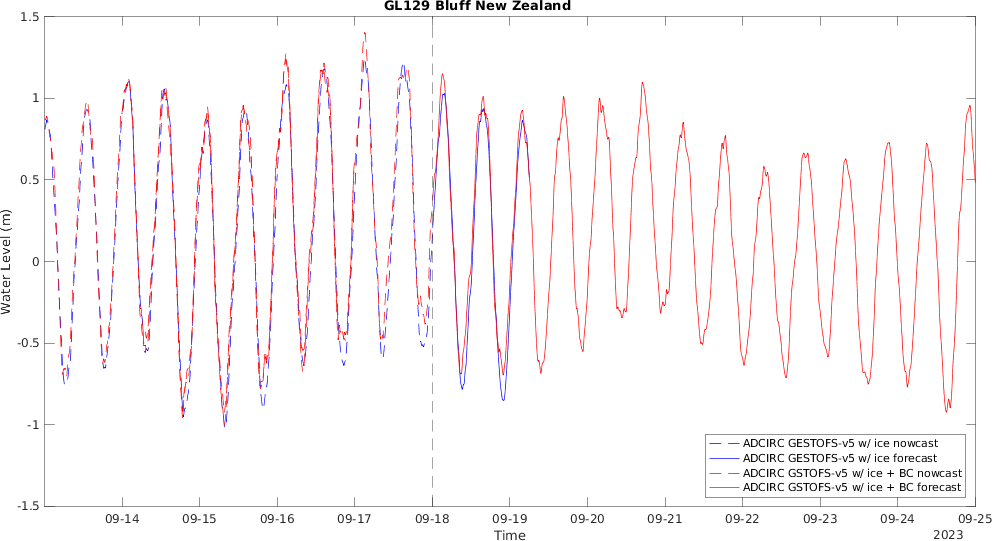 GL129 Bluff New Zealand
1.5
1
0.5
0
-0.5
-1
-1.5
Water Level (m)
09-14 09-15 09-16 09-17 09-18 09-19 09-20 09-21 09-22 09-23 09-24 09-25
Time
2023
ADCIRC GESTOFS-v5 w/ ice nowcast
ADCIRC GESTOFS-v5 w/ ice forecast
ADCIRC GSTOFS-v5 w/ ice + BC nowcast
ADCIRC GSTOFS-v5 w/ ice + BC forecast